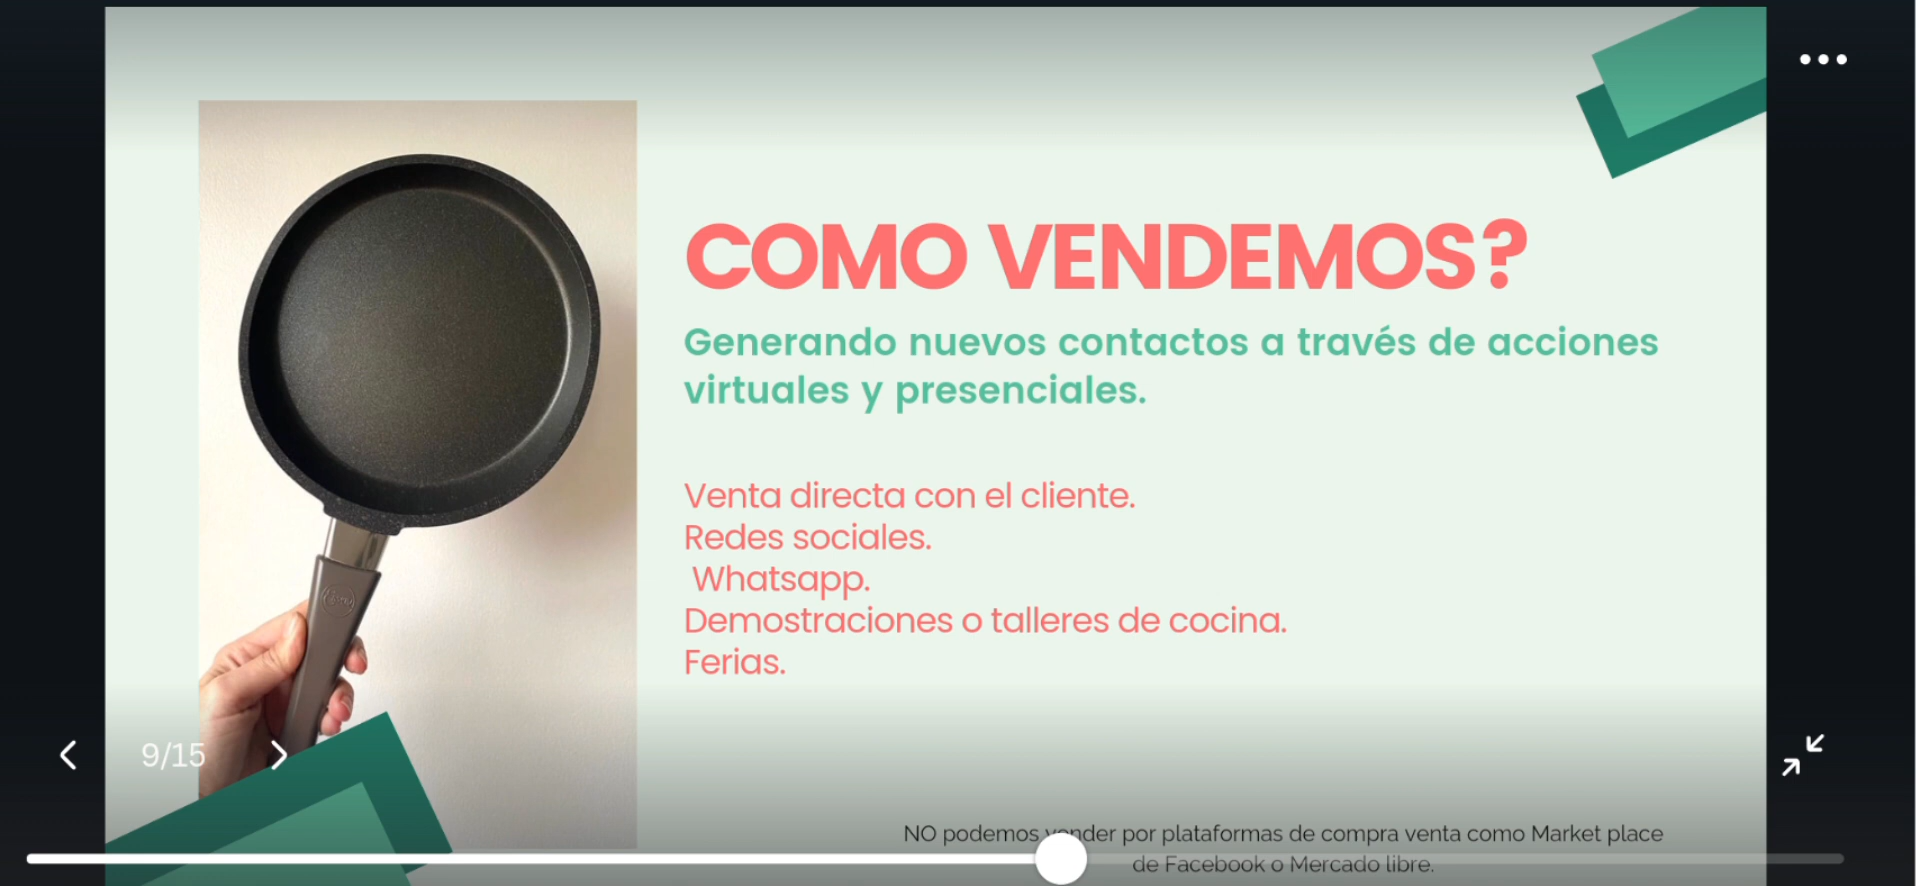 COMO VENDEMOS?
Generando nuevos contactos a través de acciones
virtuales y presenciales.
Venta directa con el cliente.
Redes sociales.
Whatsapp.
Demostraciones o talleres de cocina.
Ferias.
9/15
NO podemos vender por plataformas de compra venta como Market place
de Facebook o Mercado libre.